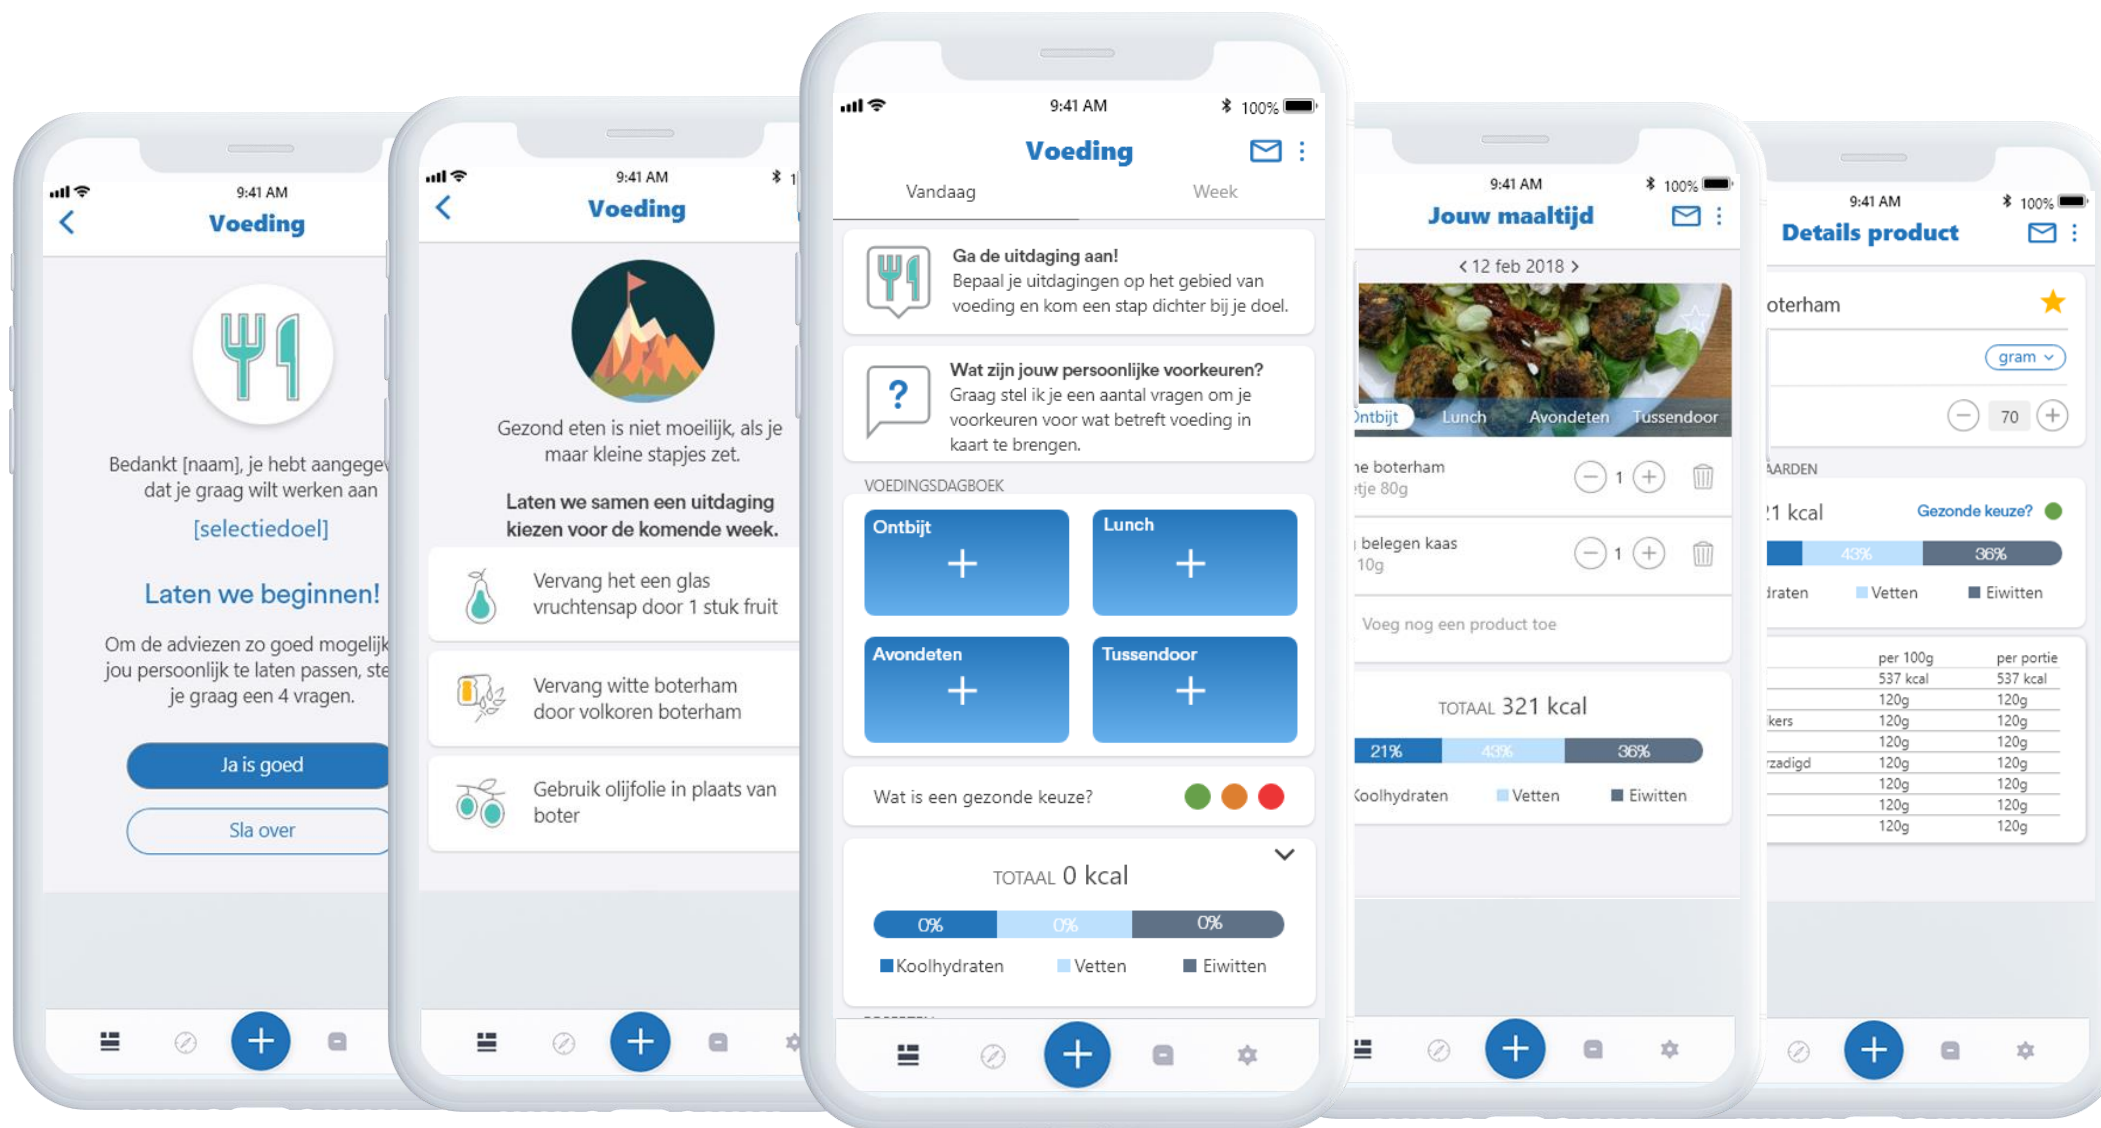 9:41 AM
Voeding
Bedankt [naam], je hebt aangegev
dat je graag wilt werken aan
[selectiedoel]
Laten we beginnen!
Om de adviezen zo goed mogelijk
jou persoonlijk te laten passen, ste
je graag een 4 vragen.
Ja is goed
Sla over
9:41 AM
1
Voeding
Gezond eten is niet moeilijk, als je
maar kleine stapjes zet.
Laten we samen een uitdaging
kiezen voor de komende week.
Vervang het een glas
vruchtensap door 1 stuk fruit
Vervang witte boterham
door volkoren boterham
Gebruik olijfolie in plaats van
boter
9:41 AM
100%
Voeding
Vandaag
Week
Ga de uitdaging aan!
Bepaal je uitdagingen op het gebied van
voeding en kom een stap dichter bij je doel.
?
Wat zijn jouw persoonlijke voorkeuren?
Graag stel ik je een aantal vragen om je
voorkeuren voor wat betreft voeding in
kaart te brengen.
VOEDINGSDAGBOEK
Ontbijt
Lunch
Avondeten
Tussendoor
Wat is een gezonde keuze?
TOTAAL 0 kcal
0% 0% 0%
Koolhydraten Vetten Eiwitten
9:41 AM
100%
Jouw maaltijd
< 12 feb 2018 >
Ontbijt Lunch Avondeten Tussendoor
ne boterham
etje 80g
1
belegen kaas
10g
1
Voeg nog een product toe
TOTAAL 321 kcal
21% 43% 36%
Koolhydraten Vetten Eiwitten
9:41 AM
100%
Details product
oterham
gram
70
AARDEN
21 kcal
Gezonde keuze?
43% 36%
draten Vetten Eiwitten
per 100g per portie
537 kcal 537 kcal
120g 120g
ikers 120g 120g
120g 120g
rzadigd 120g 120g
120g 120g
120g 120g
120g 120g